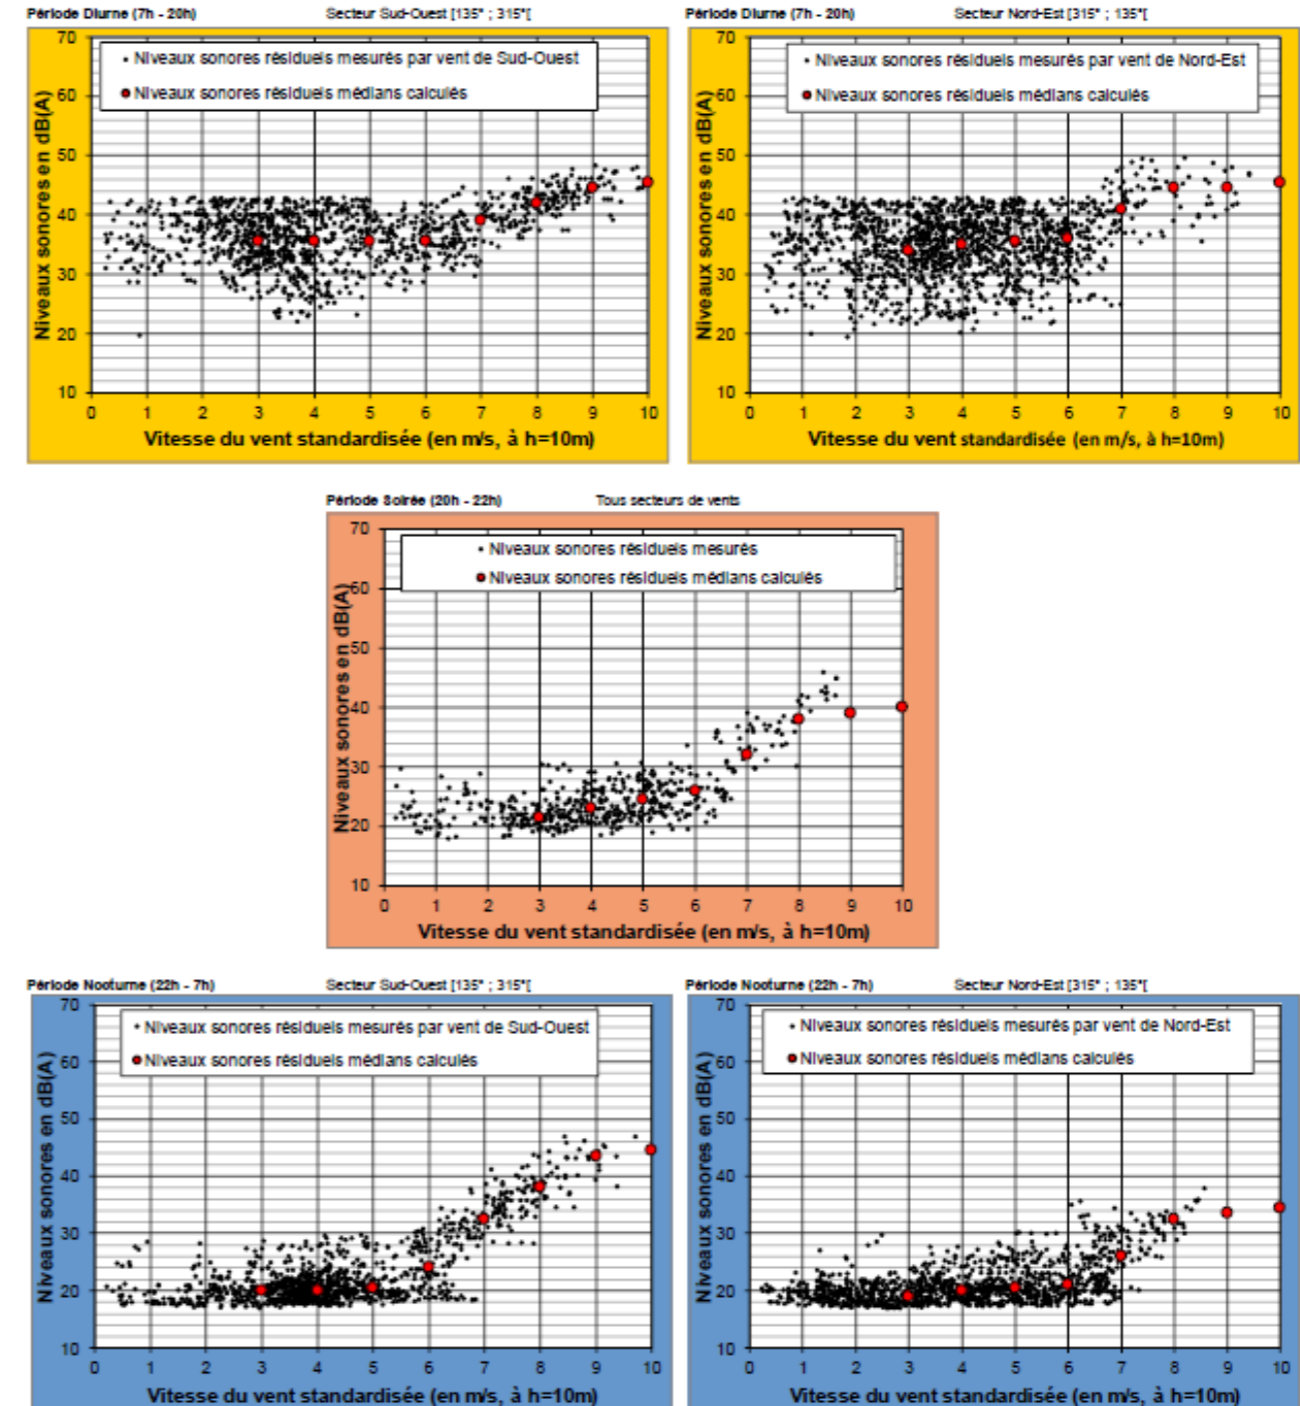 Période Diurne (7h - 20h) Secteur Sud-Ouest [135° ; 315°[
70
60
50
40
30
20
10
Niveaux sonores en dB(A)
• Niveaux sonores résiduels mesurés par vent de Sud-Ouest
• Niveaux sonores résiduels médians calculés
0 1 2 3 4 5 6 7 8 9 10
Vitesse du vent standardisée (en m/s, à h=10m)
Période Diurne (7h - 20h) Secteur Nord-Est [315° ; 135°[
70
60
50
40
30
20
10
Niveaux sonores en dB(A)
• Niveaux sonores résiduels mesurés par vent de Nord-Est
• Niveaux sonores résiduels médians calculés
0 1 2 3 4 5 6 7 8 9 10
Vitesse du vent standardisée (en m/s, à h=10m)
Période Soirée (20h - 22h) Tous secteurs de vents
70
60
50
40
30
20
10
Niveaux sonores en dB(A)
• Niveaux sonores résiduels mesurés
• Niveaux sonores résiduels médians calculés
0 1 2 3 4 5 6 7 8 9 10
Vitesse du vent standardisée (en m/s, à h=10m)
Période Nocturne (22h - 7h) Secteur Sud-Ouest [135° ; 315°[
70
60
50
40
30
20
10
Niveaux sonores en dB(A)
• Niveaux sonores résiduels mesurés par vent de Sud-Ouest
• Niveaux sonores résiduels médians calculés
0 1 2 3 4 5 6 7 8 9 10
Vitesse du vent standardisée (en m/s, à h=10m)
Période Nocturne (22h - 7h) Secteur Nord-Est [315° ; 135°[
70
60
50
40
30
20
10
Niveaux sonores en dB(A)
• Niveaux sonores résiduels mesurés par vent de Nord-Est
• Niveaux sonores résiduels médians calculés
0 1 2 3 4 5 6 7 8 9 10
Vitesse du vent standardisée (en m/s, à h=10m)